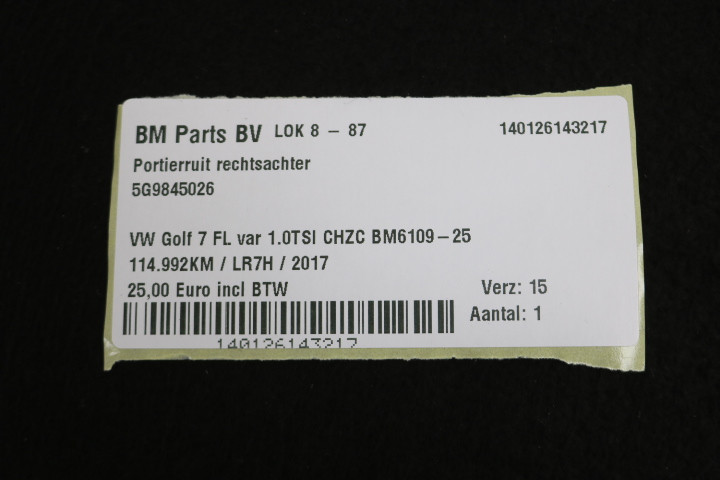 BM Parts BV LOK 8 - 87 140126143217
Portierruit rechtsachter
5G9845026
VW Golf 7 FL var 1.0TSI CHZC BM6109-25
114.992KM / LR7H / 2017
25,00 Euro incl BTW Verz: 15
Aantal: 1
140126143217